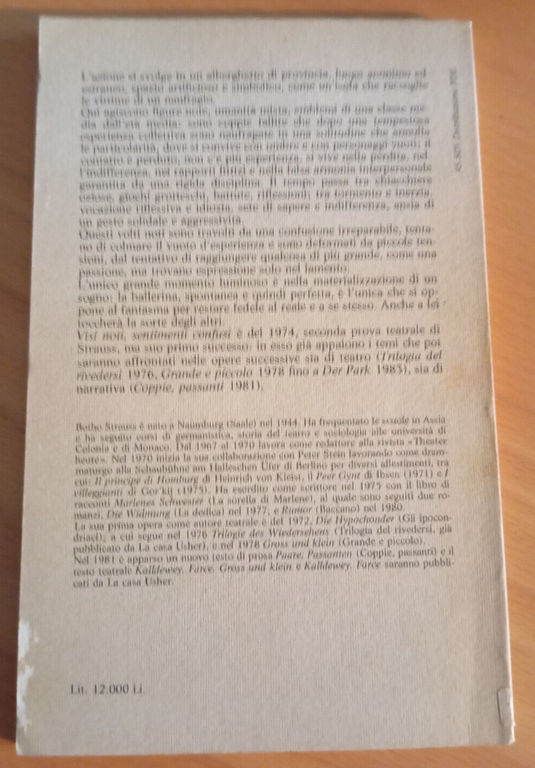 L'azione si svolge in un alberghetto di provincia, luogo anonimo ed
estraneo, spazio artificioso e simbolico, come un'isola che raccoglie
le vittime di un naufragio.
Qui agiscono figure note, umanità mista, emblemi di una classe me-
dia dall'età media: sono coppie fallite che dopo una tempestosa
esperienza collettiva sono naufragate in una solitudine che annulla
le particolarità, dove si convive con ombre e con personaggi vuoti; il
contatto è perduto, non c'è più esperienza, si vive nella perdita, nel-
l'indifferenza, nei rapporti fittizi e nella falsa armonia interpersonale
garantita da una rigida disciplina. Il tempo passa tra chiacchiere
oziose, giochi grotteschi, battute, riflessioni; tra tormento e inerzia,
vocazione riflessiva e ubbia, sete di sapere e indifferenza, ansia di
un gesto solidale e aggressività.
Questi volti noti sono travolti da una confusione irreparabile, tenta-
no di colmare il vuoto d'esperienza e sono deformati da piccole ten-
sioni, dal tentativo di raggiungere qualcosa di più grande, come una
passione, ma trovano espressione solo nel lamento.
L'unico grande momento luminoso è nella materializzazione di un
sogno: la ballerina, spontanea e quindi perfetta, è l'unica che si op-
pone al fantasma per restare fedele al reale e a se stesso. Anche a lei
toccherà la sorte degli altri.
Visi noti, sentimenti confusi è del 1974, seconda prova teatrale di
Strauss, ma suo primo successo: in esso già appaiono i temi che poi
saranno affrontati nelle opere successive sia di teatro (Trilogia del
rivedersi 1976, Grande e piccolo 1978 fino a Der Park 1983), sia di
narrativa (Coppie, passanti 1981).
Botho Strauss è nato a Naumburg (Saale) nel 1944. Ha frequentato le scuole in Assia
e ha seguito corsi di germanistica, storia del teatro e sociologia alle università di
Colonia e di Monaco. Dal 1967 al 1970 lavora come redattore alla rivista «Theater
heute». Nel 1970 inizia la sua collaborazione con Peter Stein lavorando come dram-
maturgo alla Schaubühne am Halleschen Ufer di Berlino per diversi allestimenti, tra
cui: Il principe di Homburg di Heinrich von Kleist, il Peer Gynt di Ibsen (1971) e I
villeggianti di Gor'kij (1975). Ha esordito come scrittore nel 1975 con il libro di
racconti Marlenes Schwester (La sorella di Marlene), al quale sono seguiti due ro-
manzi, Die Widmung (La dedica) nel 1977, e Rumor (Baccano) nel 1980.
La sua prima opera come autore teatrale è del 1972, Die Hypochonder (Gli ipocon-
driaci); a cui segue nel 1976 Trilogie des Wiedersehens (Trilogia del rivedersi, già
pubblicato da La casa Usher), e nel 1978 Gross und klein (Grande e piccolo).
Nel 1981 è apparso un nuovo testo di prosa Paare, Passanten (Coppie, passanti) e il
testo teatrale Kalldewey, Farce. Gross und klein e Kalldewey, Farce saranno pubbli-
cati da La casa Usher.
Lit. 12.000 i.i.